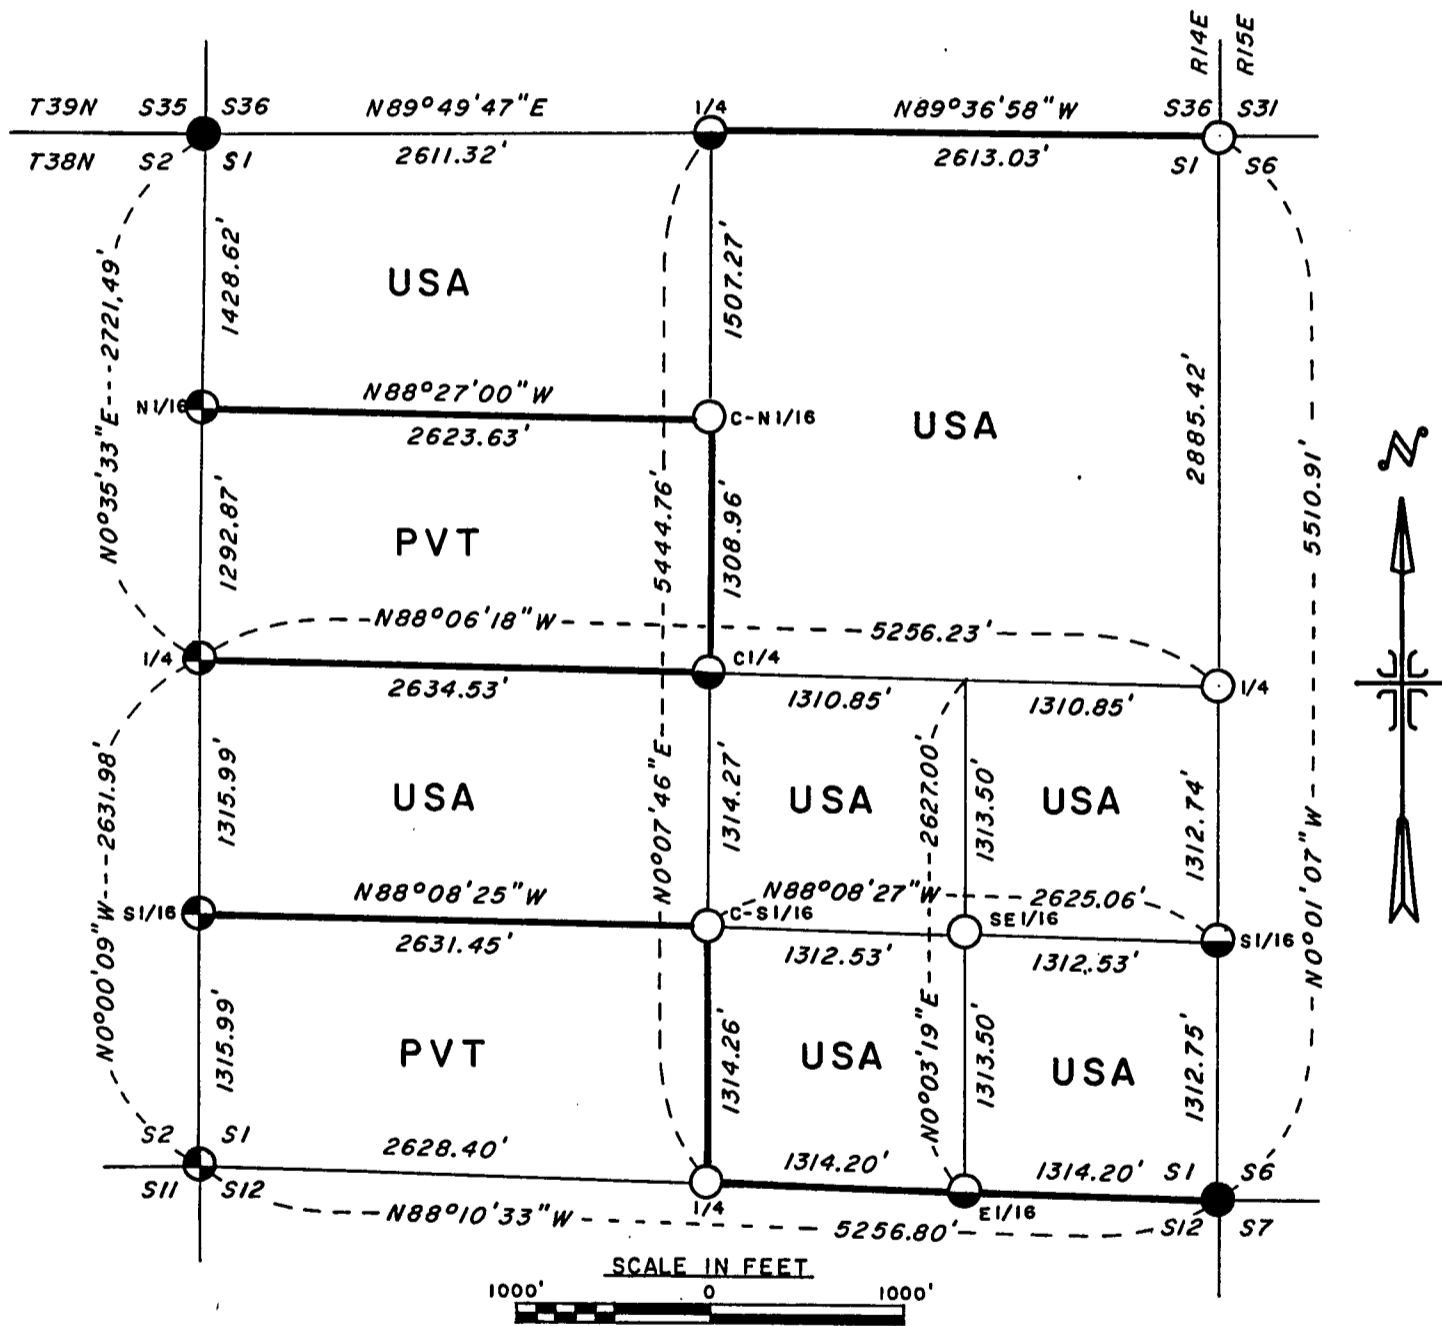 R14E R15E
T39N S35 S36 N89°49'47"E 1/4 N89°36'58"W S36 S31
T38N S2 S1 2611.32' 2613.03' S1 S6
1428.62'
1507.27'
N0°35'33"E---2721.49'
USA
N88°27'00"W
N1/16 C-N1/16
2623.63'
USA
2885.42'
N
5510.91'
1292.87'
PVT
5444.76'
1308.96'
N88°06'18"W 5256.23'
1/4 C1/4 1/4
2634.53' 1310.85' 1310.85'
N0°00'09"W---2631.98'
1315.99'
USA
N0°07'46"E
1314.27'
USA
2627.00'
1313.50'
USA
1312.74'
N0°01'07"W
N88°08'25"W N88°08'27"W 2625.06'
S1/16 C-S1/16 SE1/16 S1/16
2631.45' 1312.53' 1312.53'
1315.99'
PVT
1314.26'
USA
N0°03'19"E
1313.50'
USA
1312.75'
S2 S1 2628.40' 1314.20' 1314.20' S1 S6
S11 S12 1/4 E1/16 S12 S7
N88°10'33"W 5256.80'
SCALE IN FEET
1000' 0 1000'